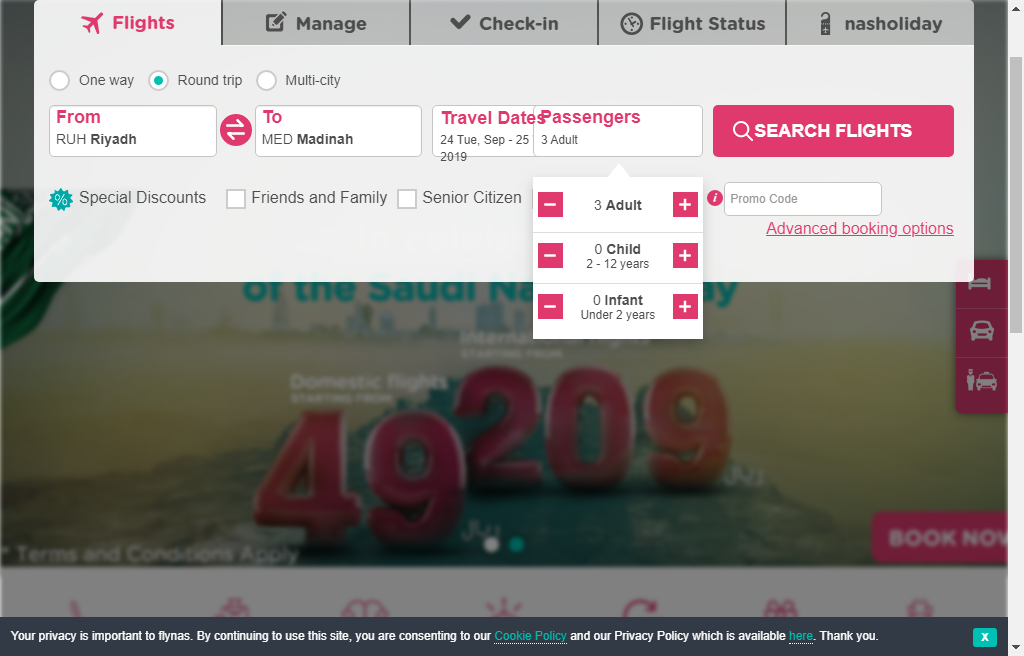 Flights
Manage
Check-in
Flight Status
nasholiday
One way
Round trip
Multi-city
From
RUH Riyadh
To
MED Madinah
Travel Dates
24 Tue, Sep - 25
2019
Passengers
3 Adult
SEARCH FLIGHTS
Special Discounts
Friends and Family
Senior Citizen
3 Adult
Promo Code
Advanced booking options
0 Child
2 - 12 years
0 Infant
Under 2 years
of the Saudi Na
ay
International flights
STARTING FROM
Domestic flights
STARTING FROM
49
209
ريال
ريال
BOOK NOW
* Terms and Conditions Apply
Your privacy is important to flynas. By continuing to use this site, you are consenting to our Cookie Policy and our Privacy Policy which is available here. Thank you.
X